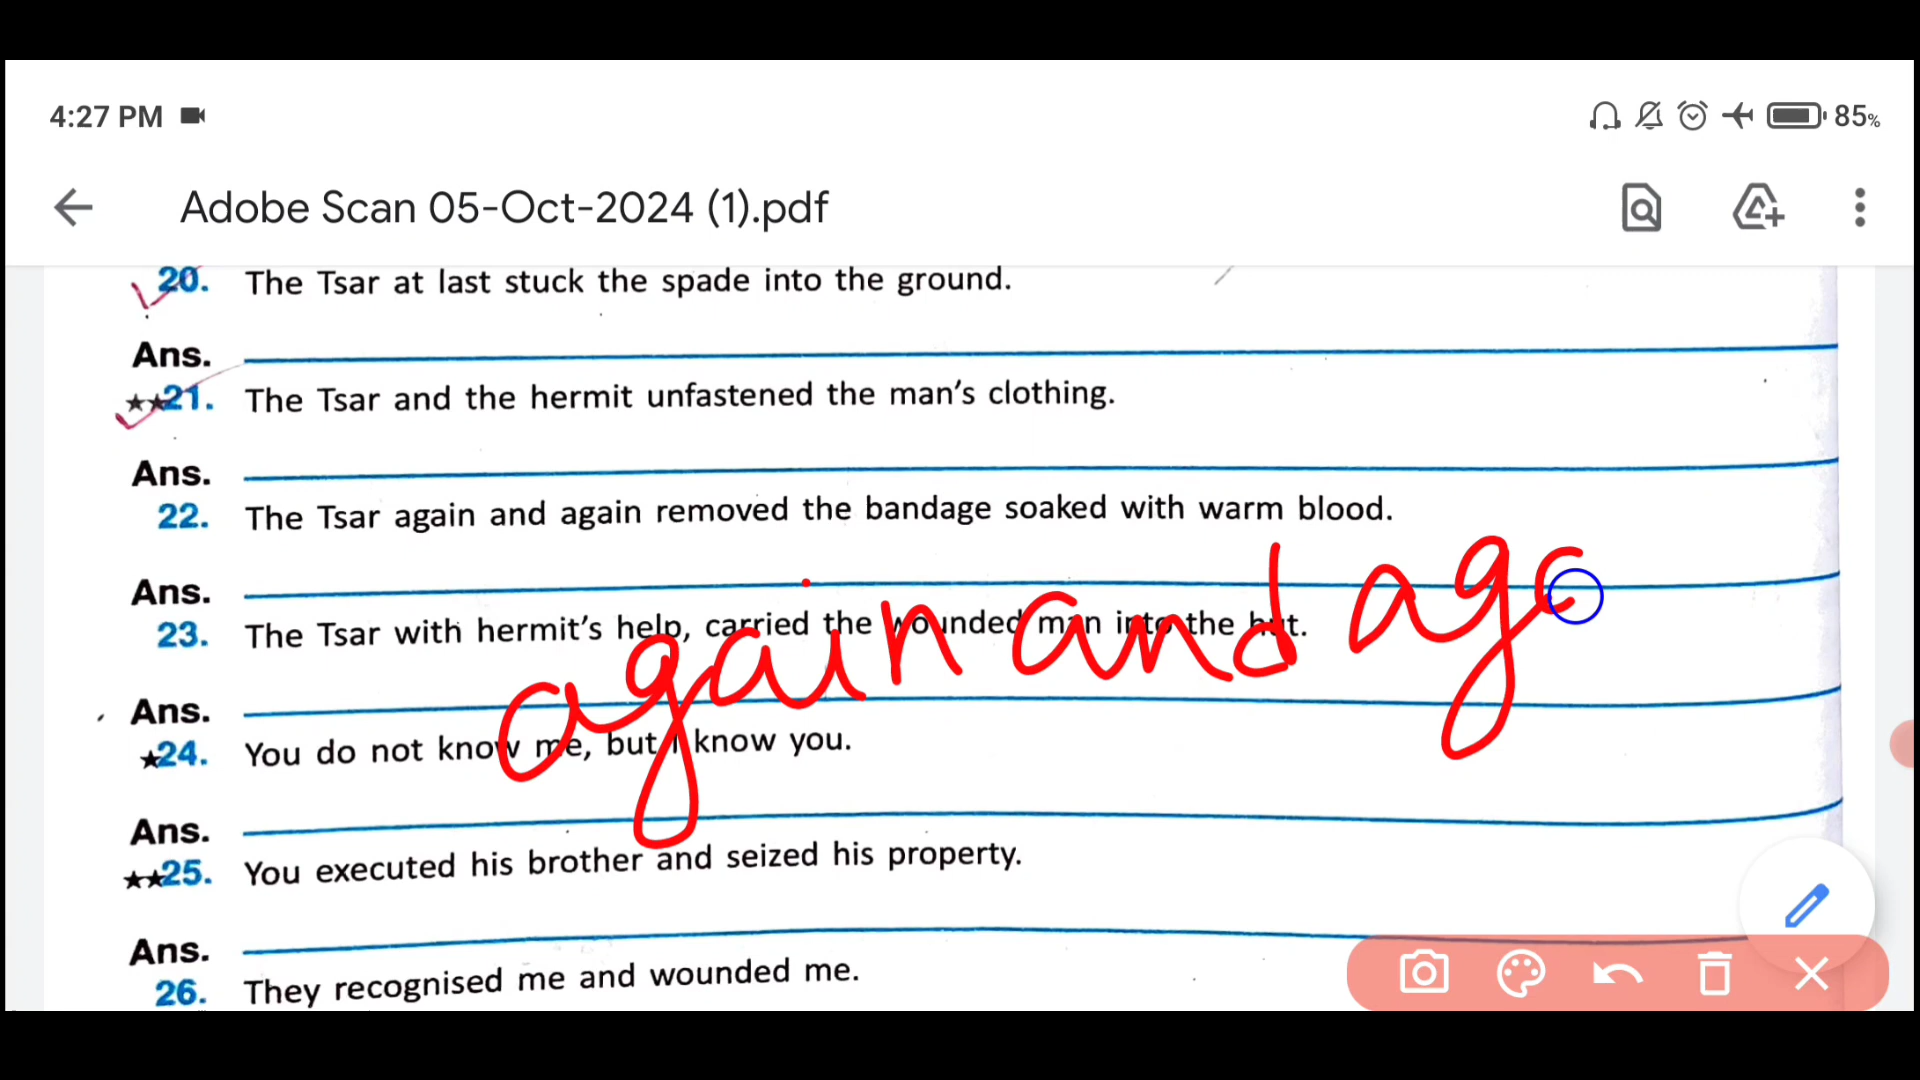 4:27 PM 85%
Adobe Scan 05-Oct-2024 (1).pdf
20. The Tsar at last stuck the spade into the ground.
Ans.
★★21. The Tsar and the hermit unfastened the man's clothing.
Ans.
22. The Tsar again and again removed the bandage soaked with warm blood.
Ans.
23. The Tsar with hermit's help, carried the wounded man into the hut.
again and aga
Ans.
★24. You do not know me, but I know you.
Ans.
★★25. You executed his brother and seized his property.
Ans.
26. They recognised me and wounded me.